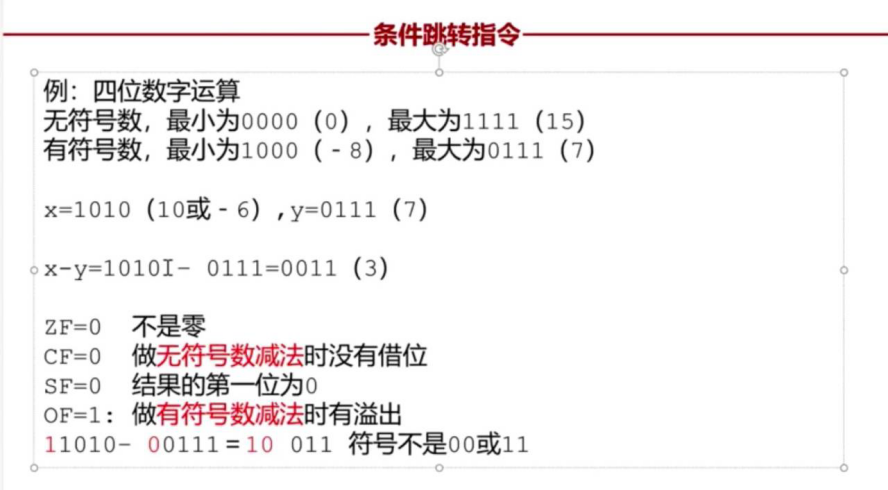 条件跳转指令
例：四位数字运算
无符号数，最小为0000（0），最大为1111（15）
有符号数，最小为1000（-8），最大为0111（7）
x=1010（10或-6）,y=0111（7）
x-y=1010- 0111=0011（3）
ZF=0 不是零
CF=0 做无符号数减法时没有借位
SF=0 结果的第一位为0
OF=1: 做有符号数减法时有溢出
11010- 00111=10 011 符号不是00或11